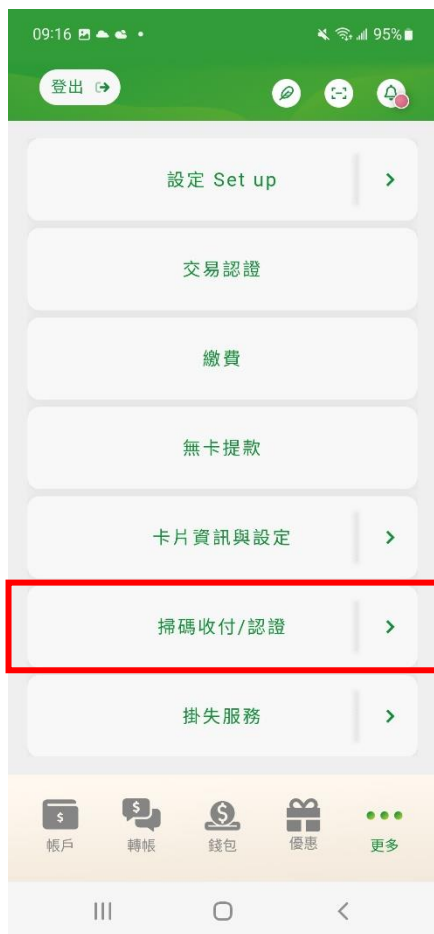 09:16
95%
登出
設定 Set up
交易認證
繳費
無卡提款
卡片資訊與設定
掃碼收付/認證
掛失服務
帳戶
轉帳
錢包
優惠
更多